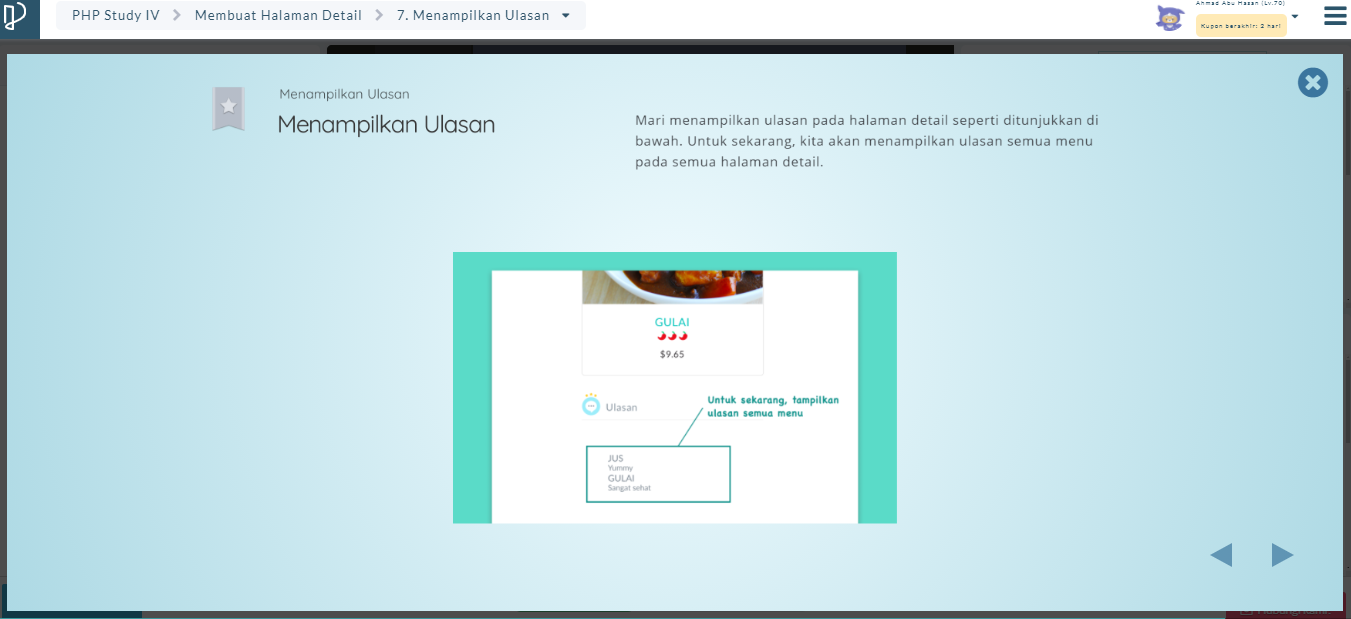 PHP Study IV
Membuat Halaman Detail
7. Menampilkan Ulasan
Ahmad Abu Hasan (Lv.70)
Kupon berakhir: 2 hari
Menampilkan Ulasan
Menampilkan Ulasan
Mari menampilkan ulasan pada halaman detail seperti ditunjukkan di
bawah. Untuk sekarang, kita akan menampilkan ulasan semua menu
pada semua halaman detail.
GULAI
$9.65
Ulasan
Untuk sekarang, tampilkan
ulasan semua menu
JUS
Yummy
GULAI
Sangat sehat